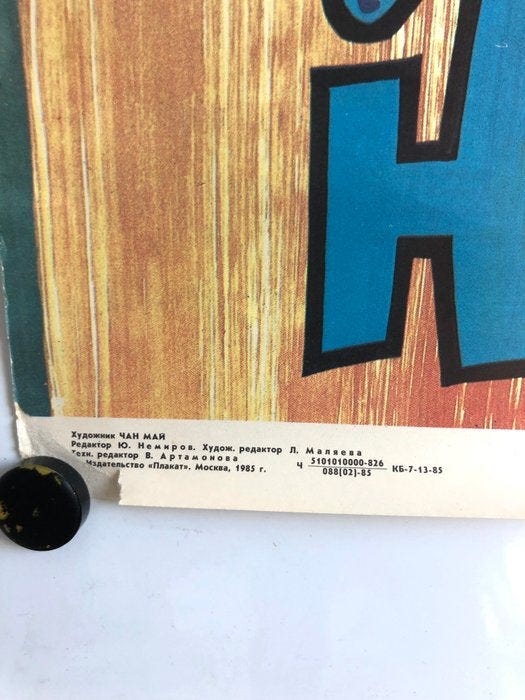 Н
Художник ЧАН МАЙ
Редактор Ю. Немиров. Худож. редактор Л. Маляева
Техн. редактор В. Артамонова
Издательство «Плакат». Москва, 1985 г.
Ч 5101010000-826
088[02]-85
КБ-7-13-85